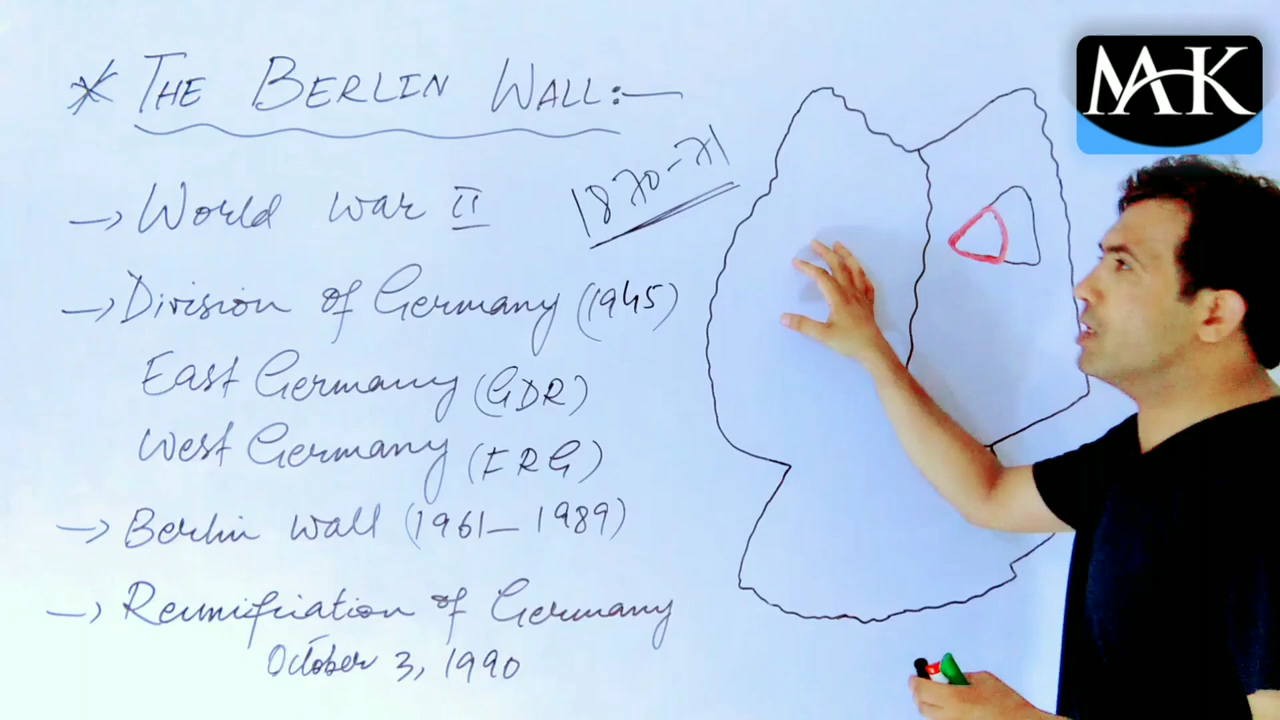 * THE BERLIN WALL:—
1870-71
→ World war II
→ Division of Germany (1945)
East Germany (GDR)
West Germany (FRG)
→ Berlin wall (1961–1989)
→ Reunification of Germany
October 3, 1990
MAK